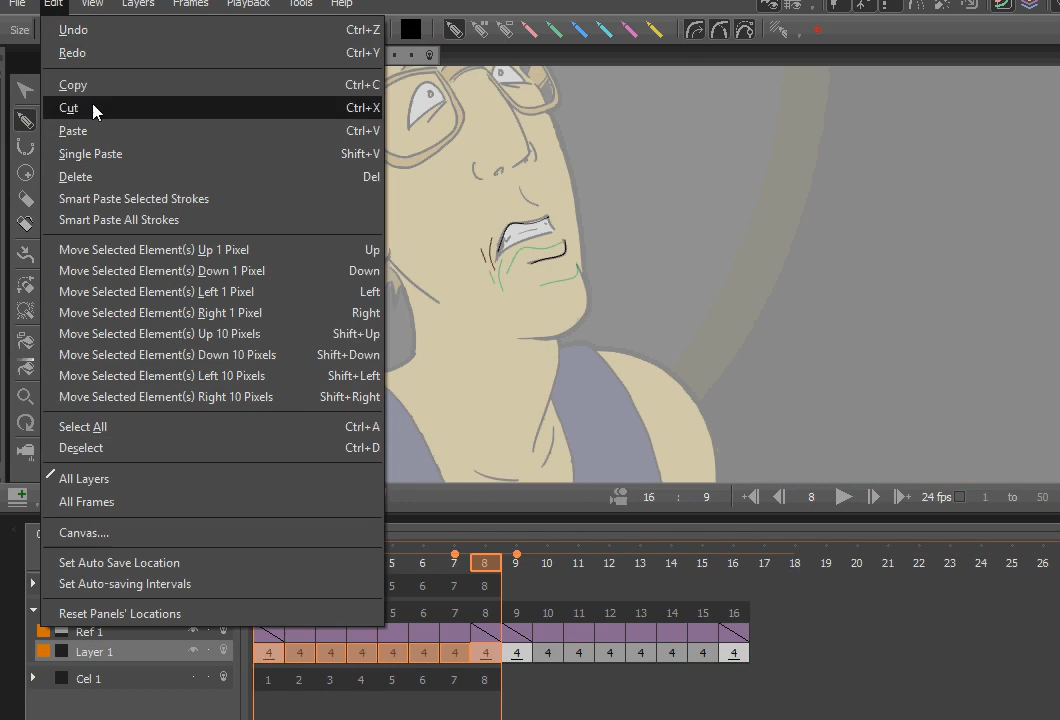 File Edit View Layers Frames Playback Tools Help
Size
Undo Ctrl+Z
Redo Ctrl+Y
Copy Ctrl+C
Cut Ctrl+X
Paste Ctrl+V
Single Paste Shift+V
Delete Del
Smart Paste Selected Strokes
Smart Paste All Strokes
Move Selected Element(s) Up 1 Pixel Up
Move Selected Element(s) Down 1 Pixel Down
Move Selected Element(s) Left 1 Pixel Left
Move Selected Element(s) Right 1 Pixel Right
Move Selected Element(s) Up 10 Pixels Shift+Up
Move Selected Element(s) Down 10 Pixels Shift+Down
Move Selected Element(s) Left 10 Pixels Shift+Left
Move Selected Element(s) Right 10 Pixels Shift+Right
Select All Ctrl+A
Deselect Ctrl+D
All Layers
All Frames
Canvas....
Set Auto Save Location
Set Auto-saving Intervals
Reset Panels' Locations
16 : 9 8 24 fps 1 to 50
5 6 7 8 9 10 11 12 13 14 15 16 17 18 19 20 21 22 23 24 25 26
5 6 7 8
5 6 7 8 9 10 11 12 13 14 15 16
Ref 1
Layer 1 4 4 4 4 4 4 4 4 4 4 4 4 4 4 4 4
Cel 1 1 2 3 4 5 6 7 8